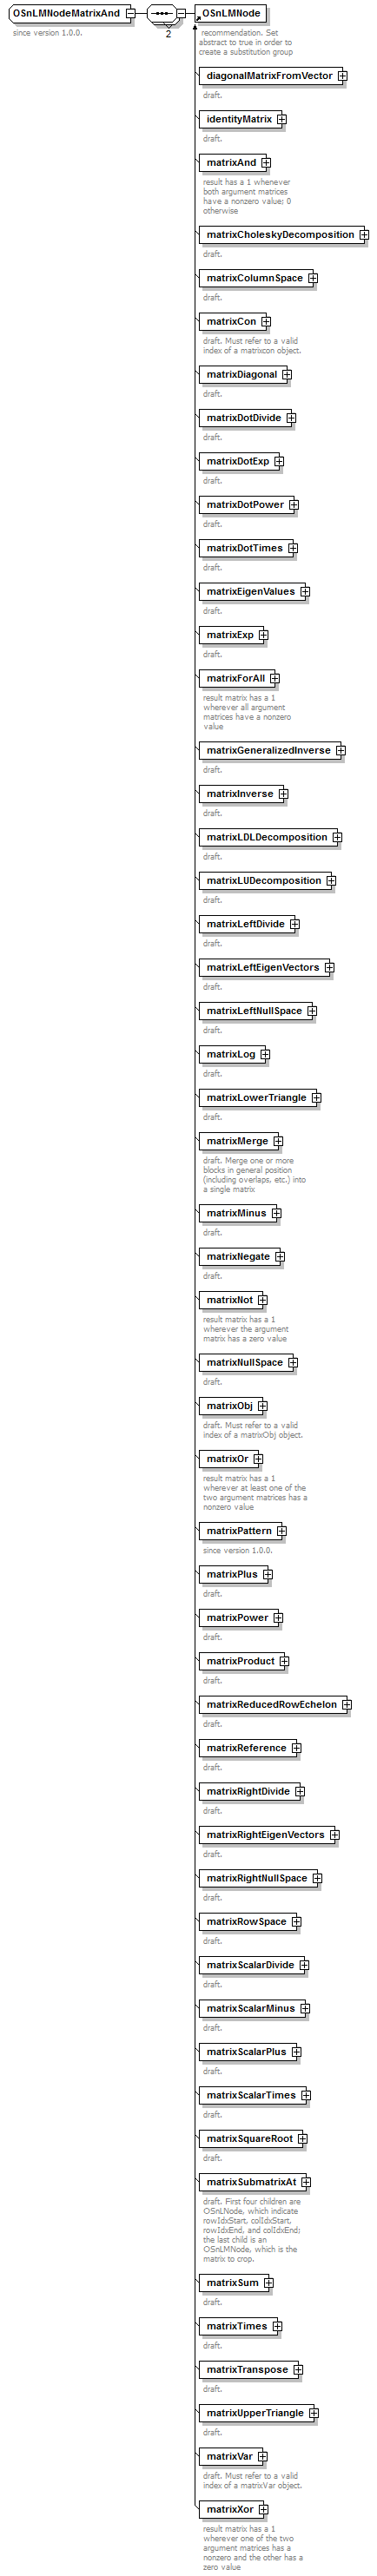 OSnLMNodeMatrixAnd
since version 1.0.0.
2
OSnLMNode
recommendation. Set
abstract to true in order to
create a substitution group
diagonalMatrixFromVector
draft.
identityMatrix
draft.
matrixAnd
result has a 1 whenever
both argument matrices
have a nonzero value; 0
otherwise
matrixCholeskyDecomposition
draft.
matrixColumnSpace
draft.
matrixCon
draft. Must refer to a valid
index of a matrixcon object.
matrixDiagonal
draft.
matrixDotDivide
draft.
matrixDotExp
draft.
matrixDotPower
draft.
matrixDotTimes
draft.
matrixEigenValues
draft.
matrixExp
draft.
matrixForAll
result matrix has a 1
wherever all argument
matrices have a nonzero
value
matrixGeneralizedInverse
draft.
matrixInverse
draft.
matrixLDLDecomposition
draft.
matrixLUDecomposition
draft.
matrixLeftDivide
draft.
matrixLeftEigenVectors
draft.
matrixLeftNullSpace
draft.
matrixLog
draft.
matrixLowerTriangle
draft.
matrixMerge
draft. Merge one or more
blocks in general position
(including overlaps, etc.) into
a single matrix
matrixMinus
draft.
matrixNegate
draft.
matrixNot
result matrix has a 1
wherever the argument
matrix has a zero value
matrixNullSpace
draft.
matrixObj
draft. Must refer to a valid
index of a matrixObj object.
matrixOr
result matrix has a 1
wherever at least one of the
two argument matrices has a
nonzero value
matrixPattern
since version 1.0.0.
matrixPlus
draft.
matrixPower
draft.
matrixProduct
draft.
matrixReducedRowEchelon
draft.
matrixReference
draft.
matrixRightDivide
draft.
matrixRightEigenVectors
draft.
matrixRightNullSpace
draft.
matrixRowSpace
draft.
matrixScalarDivide
draft.
matrixScalarMinus
draft.
matrixScalarPlus
draft.
matrixScalarTimes
draft.
matrixSquareRoot
draft.
matrixSubmatrixAt
draft. First four children are
OSnLNode, which indicate
rowIdxStart, colIdxStart,
rowIdxEnd, and colIdxEnd;
the last child is an
OSnLMNode, which is the
matrix to crop.
matrixSum
draft.
matrixTimes
draft.
matrixTranspose
draft.
matrixUpperTriangle
draft.
matrixVar
draft. Must refer to a valid
index of a matrixVar object.
matrixXor
result matrix has a 1
wherever one of the two
argument matrices has a
nonzero and the other has a
zero value